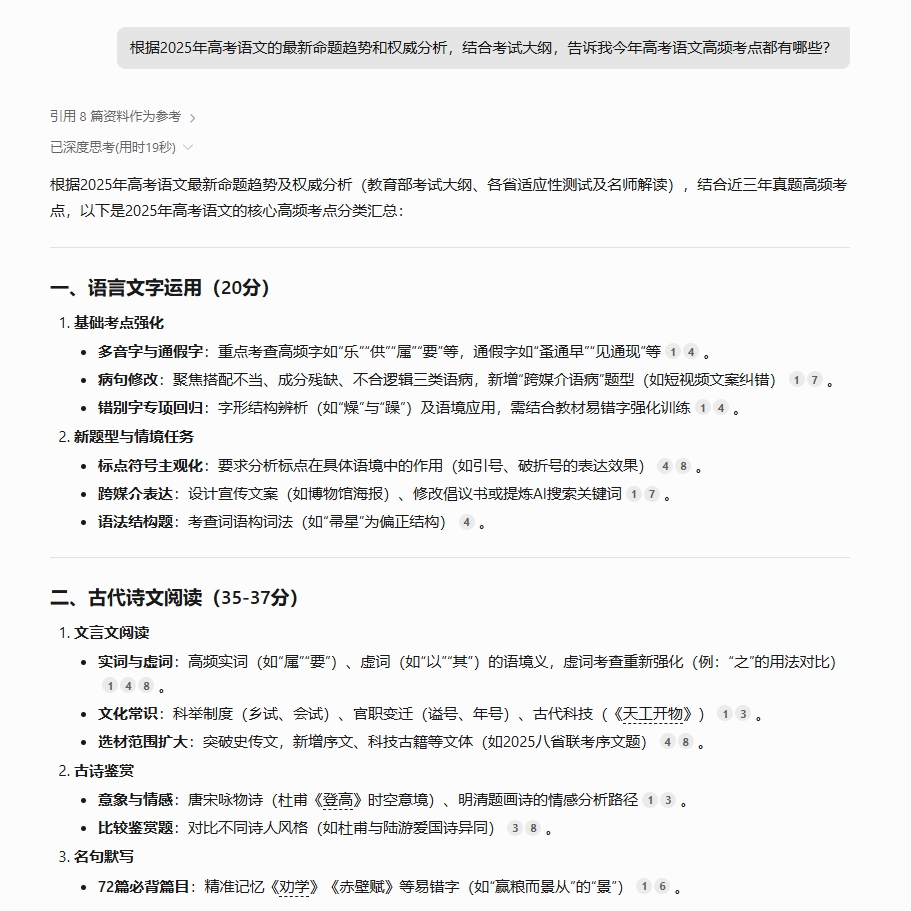 根据2025年高考语文的最新命题趋势和权威分析，结合考试大纲，告诉我今年高考语文高频考点都有哪些？
引用 8 篇资料作为参考 >
已深度思考(用时19秒)
根据2025年高考语文最新命题趋势及权威分析（教育部考试大纲、各省适应性测试及名师解读），结合近三年真题高频考
点，以下是2025年高考语文的核心高频考点分类汇总：
一、语言文字运用（20分）
1. 基础考点强化
• 多音字与通假字：重点考查高频字如“乐”“供”“属”“要”等，通假字如“蚤通早”“见通现”等 1 4 。
• 病句修改：聚焦搭配不当、成分残缺、不合逻辑三类语病，新增“跨媒介语病”题型（如短视频文案纠错） 1 7 。
• 错别字专项回归：字形结构辨析（如“燥”与“躁”）及语境应用，需结合教材易错字强化训练 1 4 。
2. 新题型与情境任务
• 标点符号主观化：要求分析标点在具体语境中的作用（如引号、破折号的表达效果） 4 8 。
• 跨媒介表达：设计宣传文案（如博物馆海报）、修改倡议书或提炼AI搜索关键词 1 7 。
• 语法结构题：考查词语构词法（如“帚星”为偏正结构） 4 。
二、古代诗文阅读（35-37分）
1. 文言文阅读
• 实词与虚词：高频实词（如“属”“要”）、虚词（如“以”“其”）的语境义，虚词考查重新强化（例：“之”的用法对比）
1 4 8 。
• 文化常识：科举制度（乡试、会试）、官职变迁（谥号、年号）、古代科技（《天工开物》） 1 3 。
• 选材范围扩大：突破史传文，新增序文、科技古籍等文体（如2025八省联考序文题） 4 8 。
2. 古诗鉴赏
• 意象与情感：唐宋咏物诗（杜甫《登高》时空意境）、明清题画诗的情感分析路径 1 3 。
• 比较鉴赏题：对比不同诗人风格（如杜甫与陆游爱国诗异同） 3 8 。
3. 名句默写
• 72篇必背篇目：精准记忆《劝学》《赤壁赋》等易错字（如“赢粮而景从”的“景”） 1 6 。